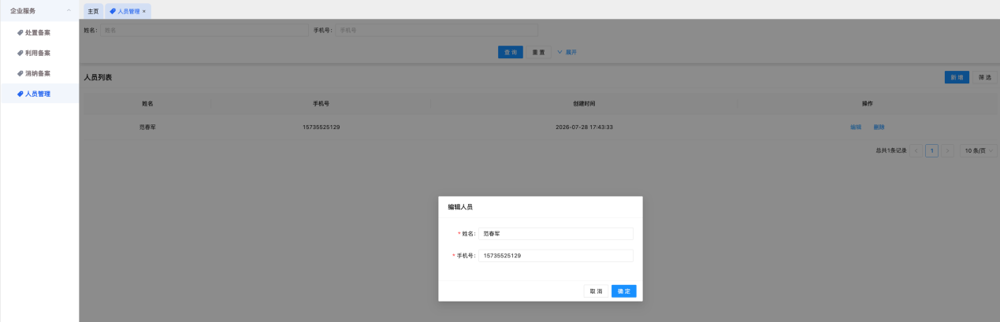 企业服务
主页
人员管理 ×
处置备案
利用备案
消纳备案
人员管理
姓名: 姓名
手机号: 手机号
查 询
重 置
展开
人员列表
新 增
筛 选
姓名 手机号 创建时间 操作
范春军 15735525129 2026-07-28 17:43:33 编辑 删除
总共1条记录 < 1 > 10 条/页
编辑人员
* 姓名: 范春军
* 手机号: 15735525129
取 消 确 定